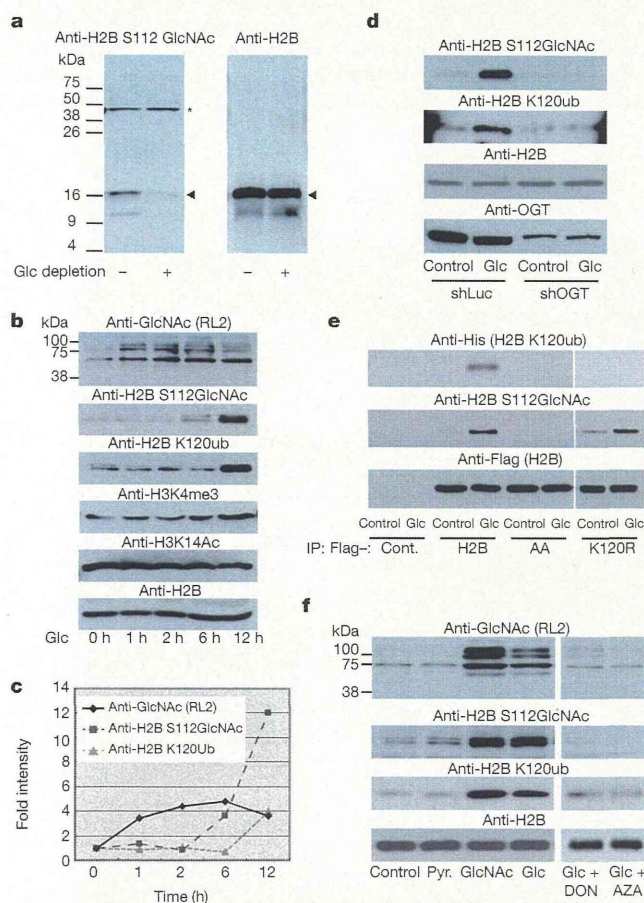 a
Anti-H2B S112 GlcNAc Anti-H2B
kDa
75
50
38
26
*
16
9
4
Glc depletion − + − +
b
kDa
Anti-GlcNAc (RL2)
100
75
38
Anti-H2B S112GlcNAc
Anti-H2B K120ub
Anti-H3K4me3
Anti-H3K14Ac
Anti-H2B
Glc 0 h 1 h 2 h 6 h 12 h
c
Fold intensity
14
12
10
8
6
4
2
0
Anti-GlcNAc (RL2)
Anti-H2B S112GlcNAc
Anti-H2B K120Ub
0 1 2 6 12
Time (h)
d
Anti-H2B S112GlcNAc
Anti-H2B K120ub
Anti-H2B
Anti-OGT
Control Glc Control Glc
shLuc shOGT
e
Anti-His (H2B K120ub)
Anti-H2B S112GlcNAc
Anti-Flag (H2B)
Control Glc Control Glc Control Glc Control Glc
IP: Flag–: Cont. H2B AA K120R
f
kDa
Anti-GlcNAc (RL2)
100
75
38
Anti-H2B S112GlcNAc
Anti-H2B K120ub
Anti-H2B
Control Pyr. GlcNAc Glc Glc + DON Glc + AZA